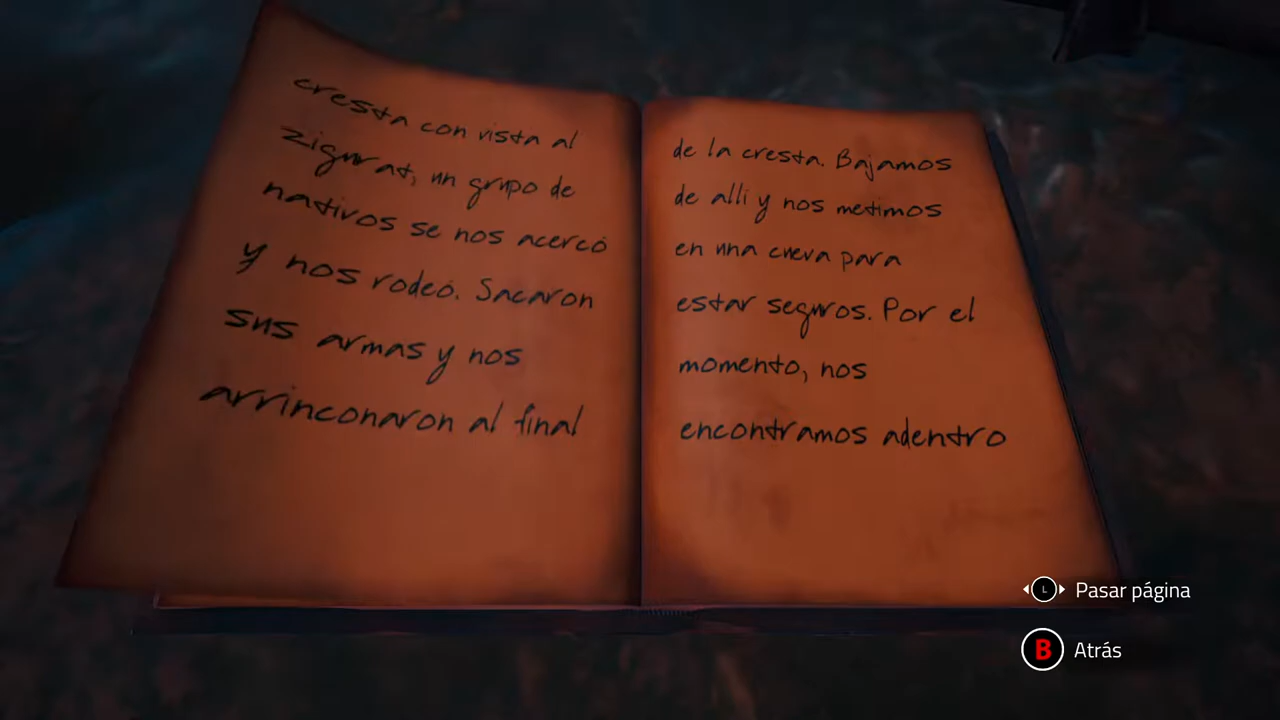 cresta con vista al
Zigurat, un grupo de
nativos se nos acercó
y nos rodeó. Sacaron
sus armas y nos
arrinconaron al final
de la cresta. Bajamos
de alli y nos metimos
en una cueva para
estar seguros. Por el
momento, nos
encontramos adentro
L Pasar página
B Atrás